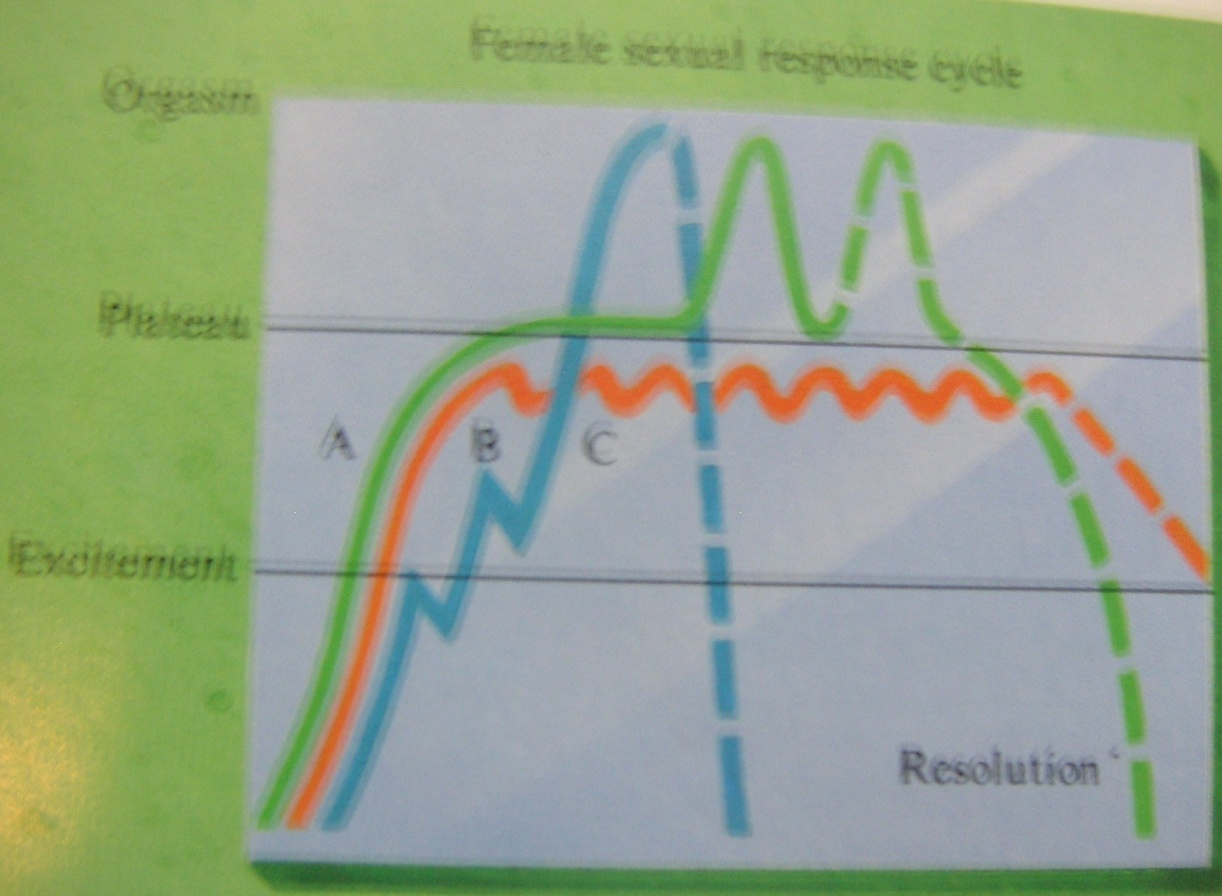 Female sexual response cycle
Orgasm
Plateau
A
B
C
Excitement
Resolution